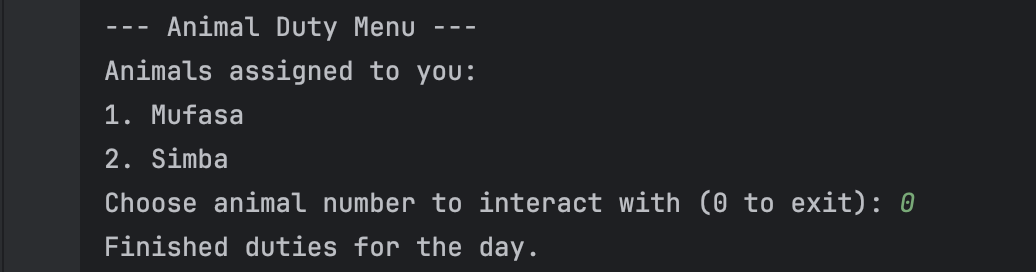 --- Animal Duty Menu ---
Animals assigned to you:
1. Mufasa
2. Simba
Choose animal number to interact with (0 to exit): 0
Finished duties for the day.